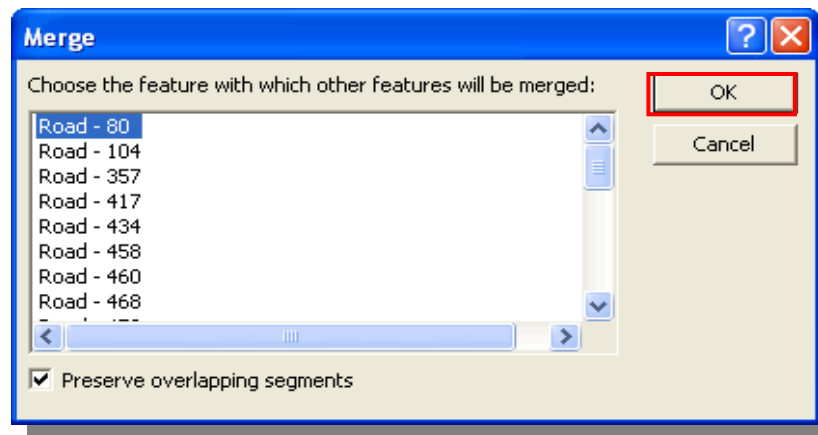 Merge
Choose the feature with which other features will be merged:
OK
Cancel
Road - 80
Road - 104
Road - 357
Road - 417
Road - 434
Road - 458
Road - 460
Road - 468
Preserve overlapping segments